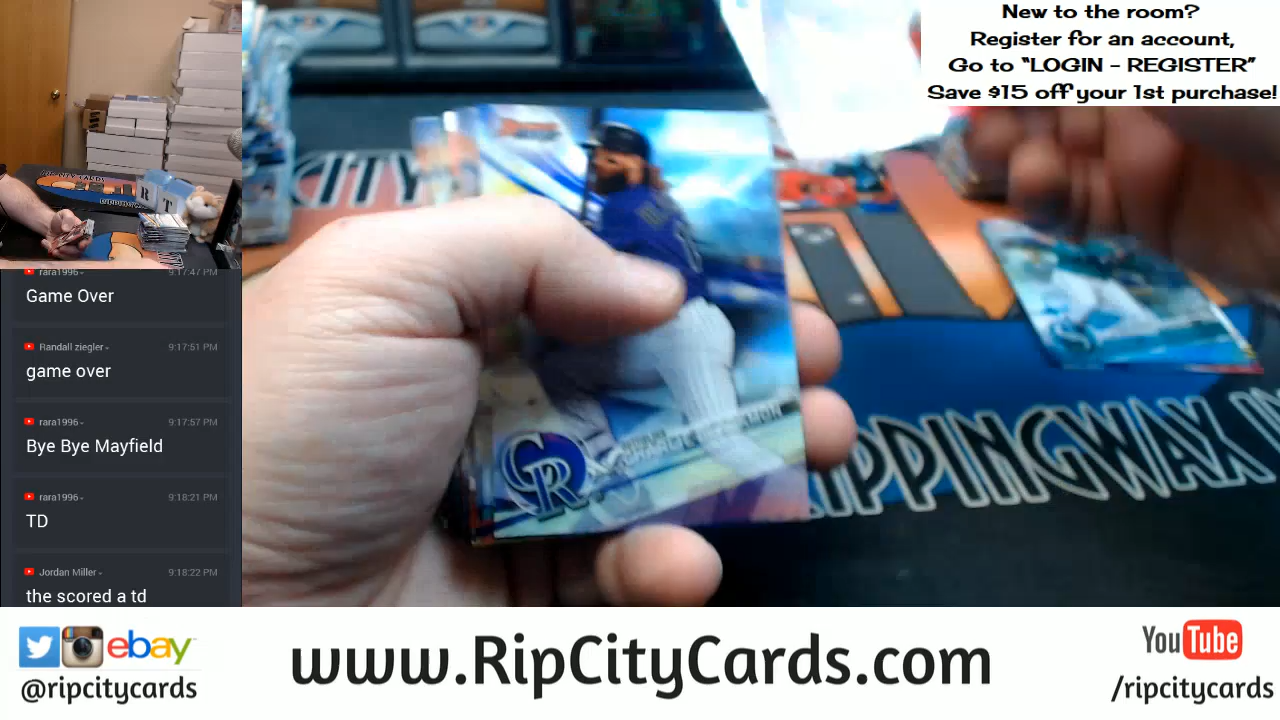 New to the room?
Register for an account,
Go to “LOGIN - REGISTER”
Save $15 off your 1st purchase!
rara1996 9:17:47 PM
Game Over
Randall ziegler 9:17:51 PM
game over
rara1996 9:17:57 PM
Bye Bye Mayfield
rara1996 9:18:21 PM
TD
Jordan Miller 9:18:22 PM
the scored a td
CITY
CR
RIPPINGWAX
ebay
@ripcitycards
www.RipCityCards.com
YouTube
/ripcitycards